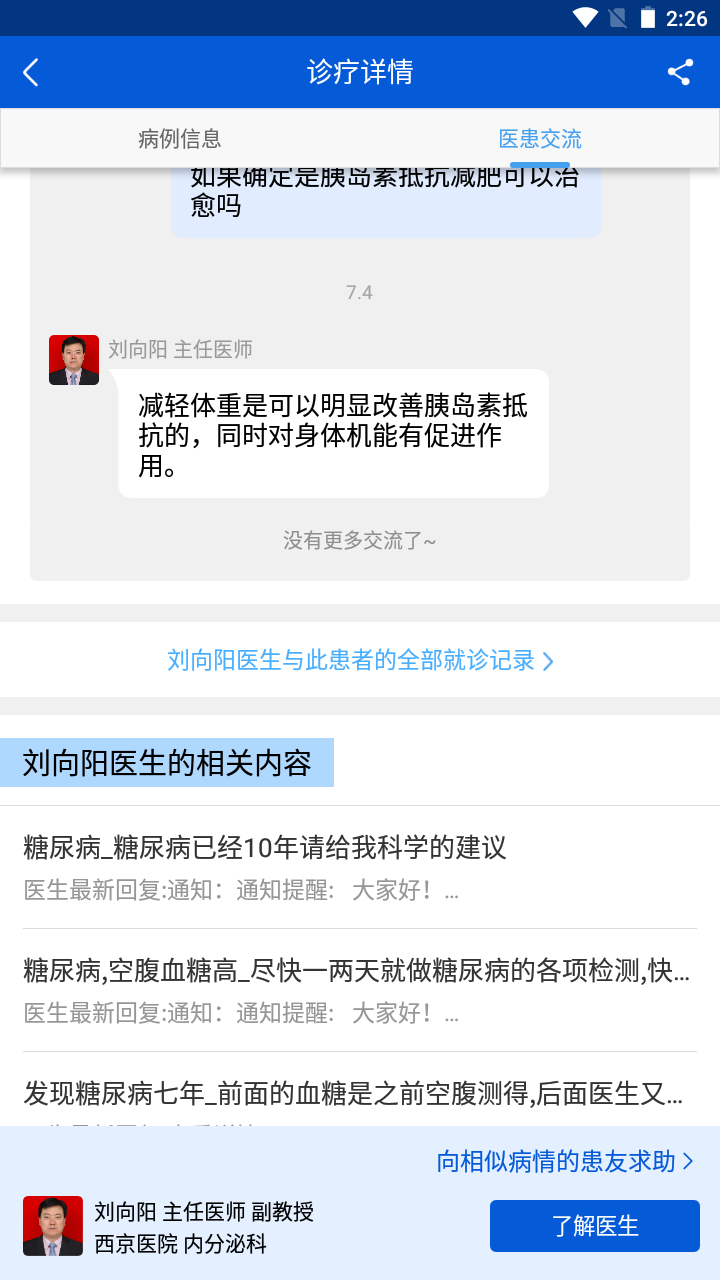 2:26
诊疗详情
病例信息
医患交流
如果确定是胰岛素抵抗减肥可以治
愈吗
7.4
刘向阳 主任医师
减轻体重是可以明显改善胰岛素抵
抗的，同时对身体机能有促进作
用。
没有更多交流了~
刘向阳医生与此患者的全部就诊记录
刘向阳医生的相关内容
糖尿病_糖尿病已经10年请给我科学的建议
医生最新回复:通知：通知提醒： 大家好！...
糖尿病,空腹血糖高_尽快一两天就做糖尿病的各项检测,快...
医生最新回复:通知：通知提醒： 大家好！...
发现糖尿病七年_前面的血糖是之前空腹测得,后面医生又...
向相似病情的患友求助
刘向阳 主任医师 副教授
西京医院 内分泌科
了解医生